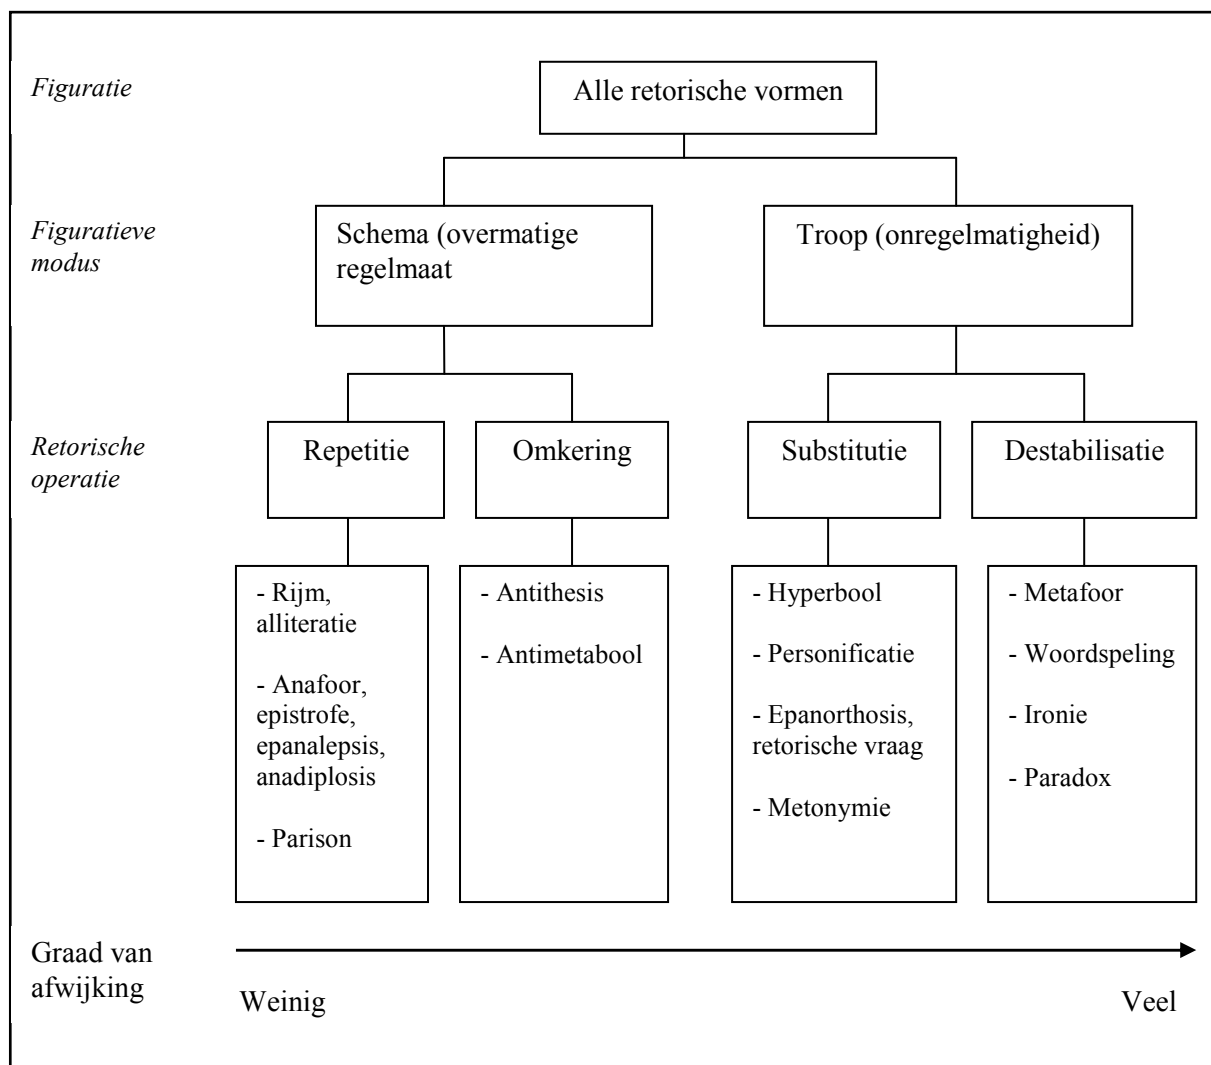 Figuratie
Alle retorische vormen
Figuratieve
modus
Schema (overmatige
regelmaat
Troop (onregelmatigheid)
Retorische
operatie
Repetitie
Omkering
Substitutie
Destabilisatie
- Rijm,
alliteratie
- Anafoor,
epistrofe,
epanalepsis,
anadiplosis
- Parison
- Antithesis
- Antimetabool
- Hyperbool
- Personificatie
- Epanorthosis,
retorische vraag
- Metonymie
- Metafoor
- Woordspeling
- Ironie
- Paradox
Graad van
afwijking
Weinig
Veel